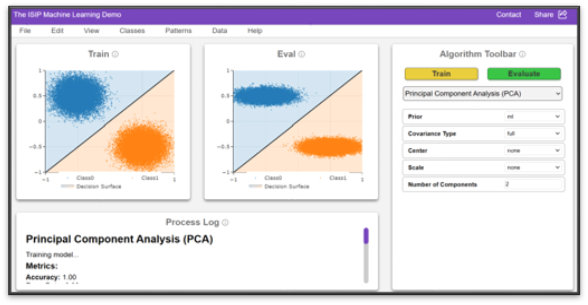 The ISIP Machine Learning Demo
Contact Share
File Edit View Classes Patterns Data Help
Train
1
0.5
0
−0.5
−1
−1 Class0 Class1 1
Decision Surface
Eval
1
0.5
0
−0.5
−1
−1 Class0 Class1 1
Decision Surface
Process Log
Principal Component Analysis (PCA)
Training model...
Metrics:
Accuracy: 1.00
Algorithm Toolbar
Train Evaluate
Principal Component Analysis (PCA)
Prior ml
Covariance Type full
Center none
Scale none
Number of Components 2